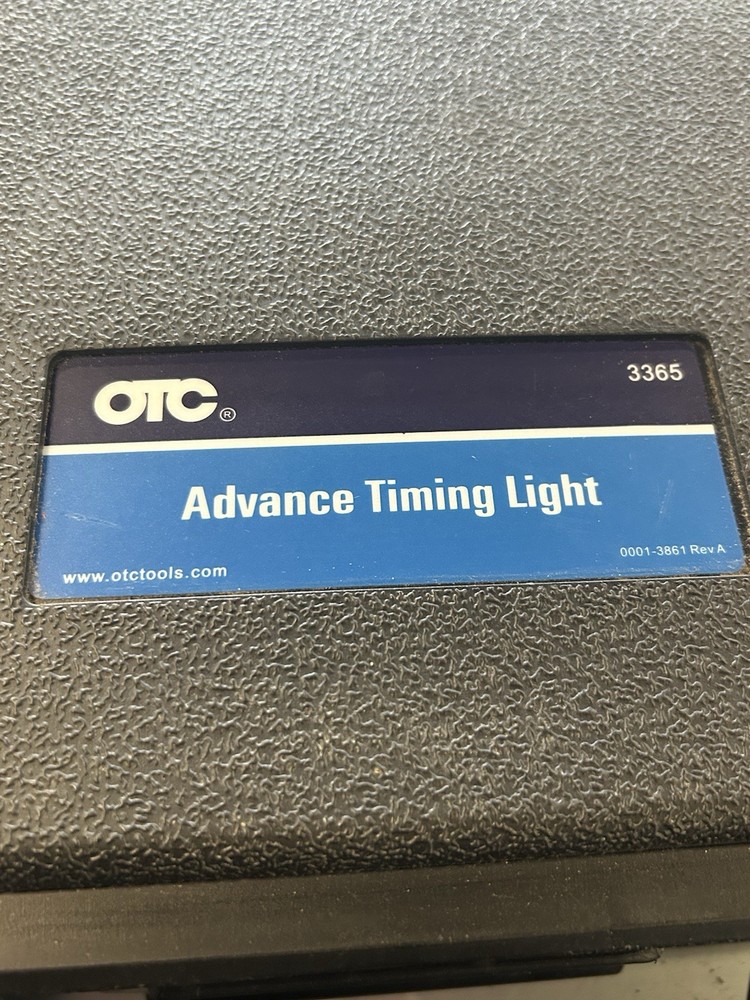 OTC®
3365
Advance Timing Light
0001-3861 Rev A
www.otctools.com